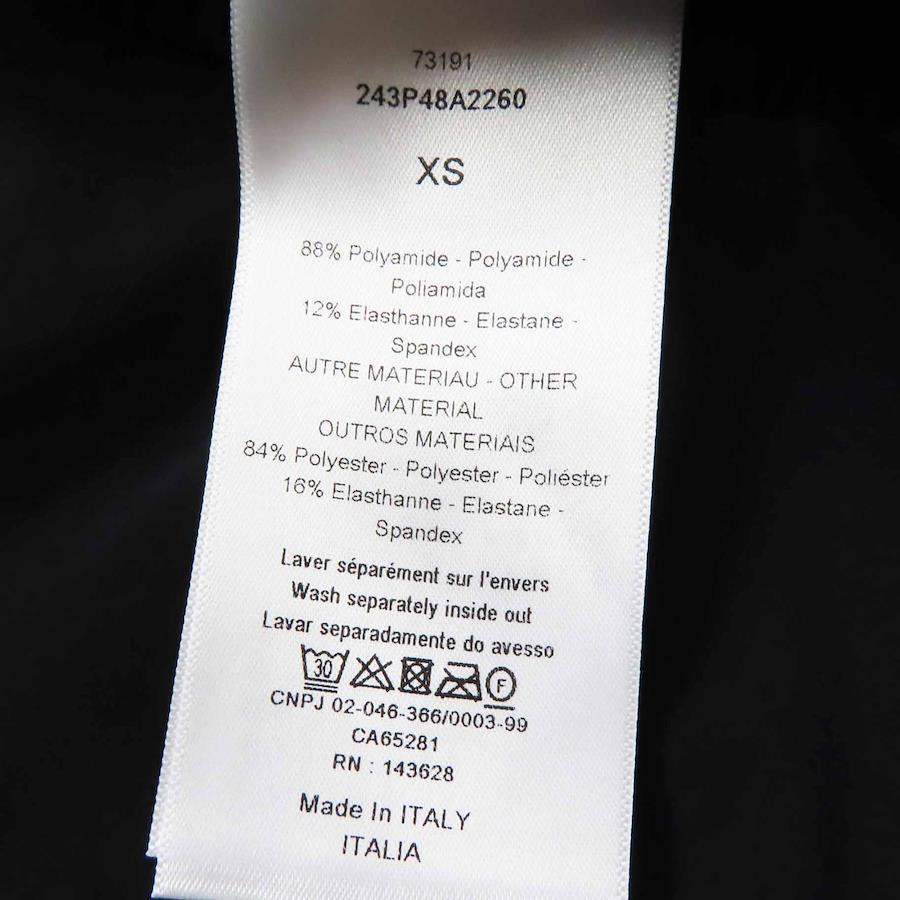 73191
243P48A2260
XS
88% Polyamide - Polyamide -
Poliamida
12% Elasthanne - Elastane -
Spandex
AUTRE MATERIAU - OTHER
MATERIAL
OUTROS MATERIAIS
84% Polyester - Polyester - Poliéster
16% Elasthanne - Elastane -
Spandex
Laver séparément sur l'envers
Wash separately inside out
Lavar separadamente do avesso
30 F
CNPJ 02-046-366/0003-99
CA65281
RN : 143628
Made In ITALY
ITALIA